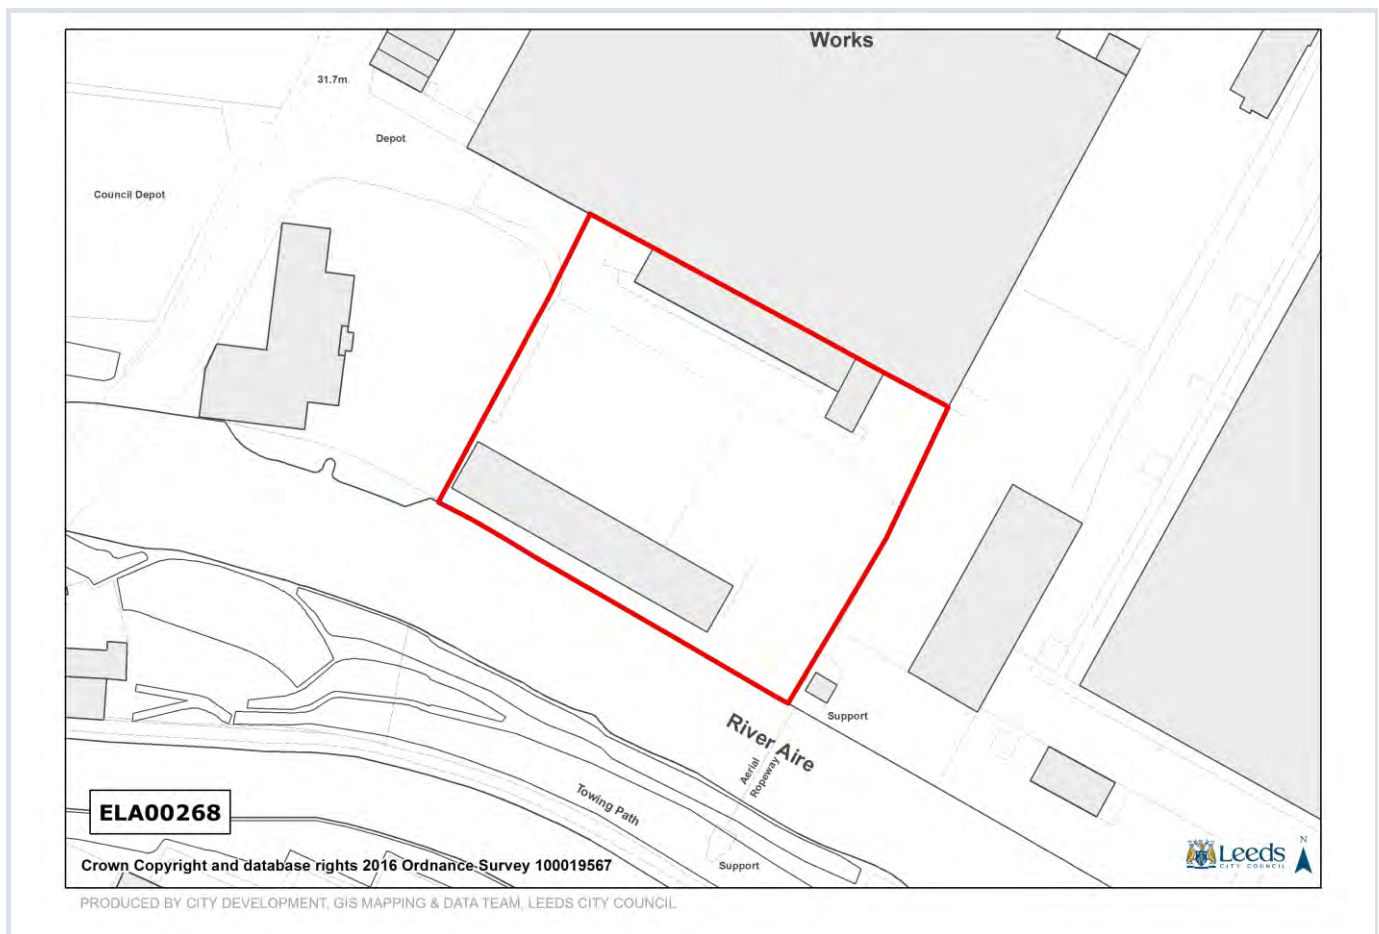 Works
31.7m
Depot
Council Depot
Support
River Aire
Aerial
Ropeway
Towing Path
ELA00268
Support
Crown Copyright and database rights 2016 Ordnance Survey 100019567
Leeds
CITY COUNCIL
N
PRODUCED BY CITY DEVELOPMENT, GIS MAPPING & DATA TEAM, LEEDS CITY COUNCIL